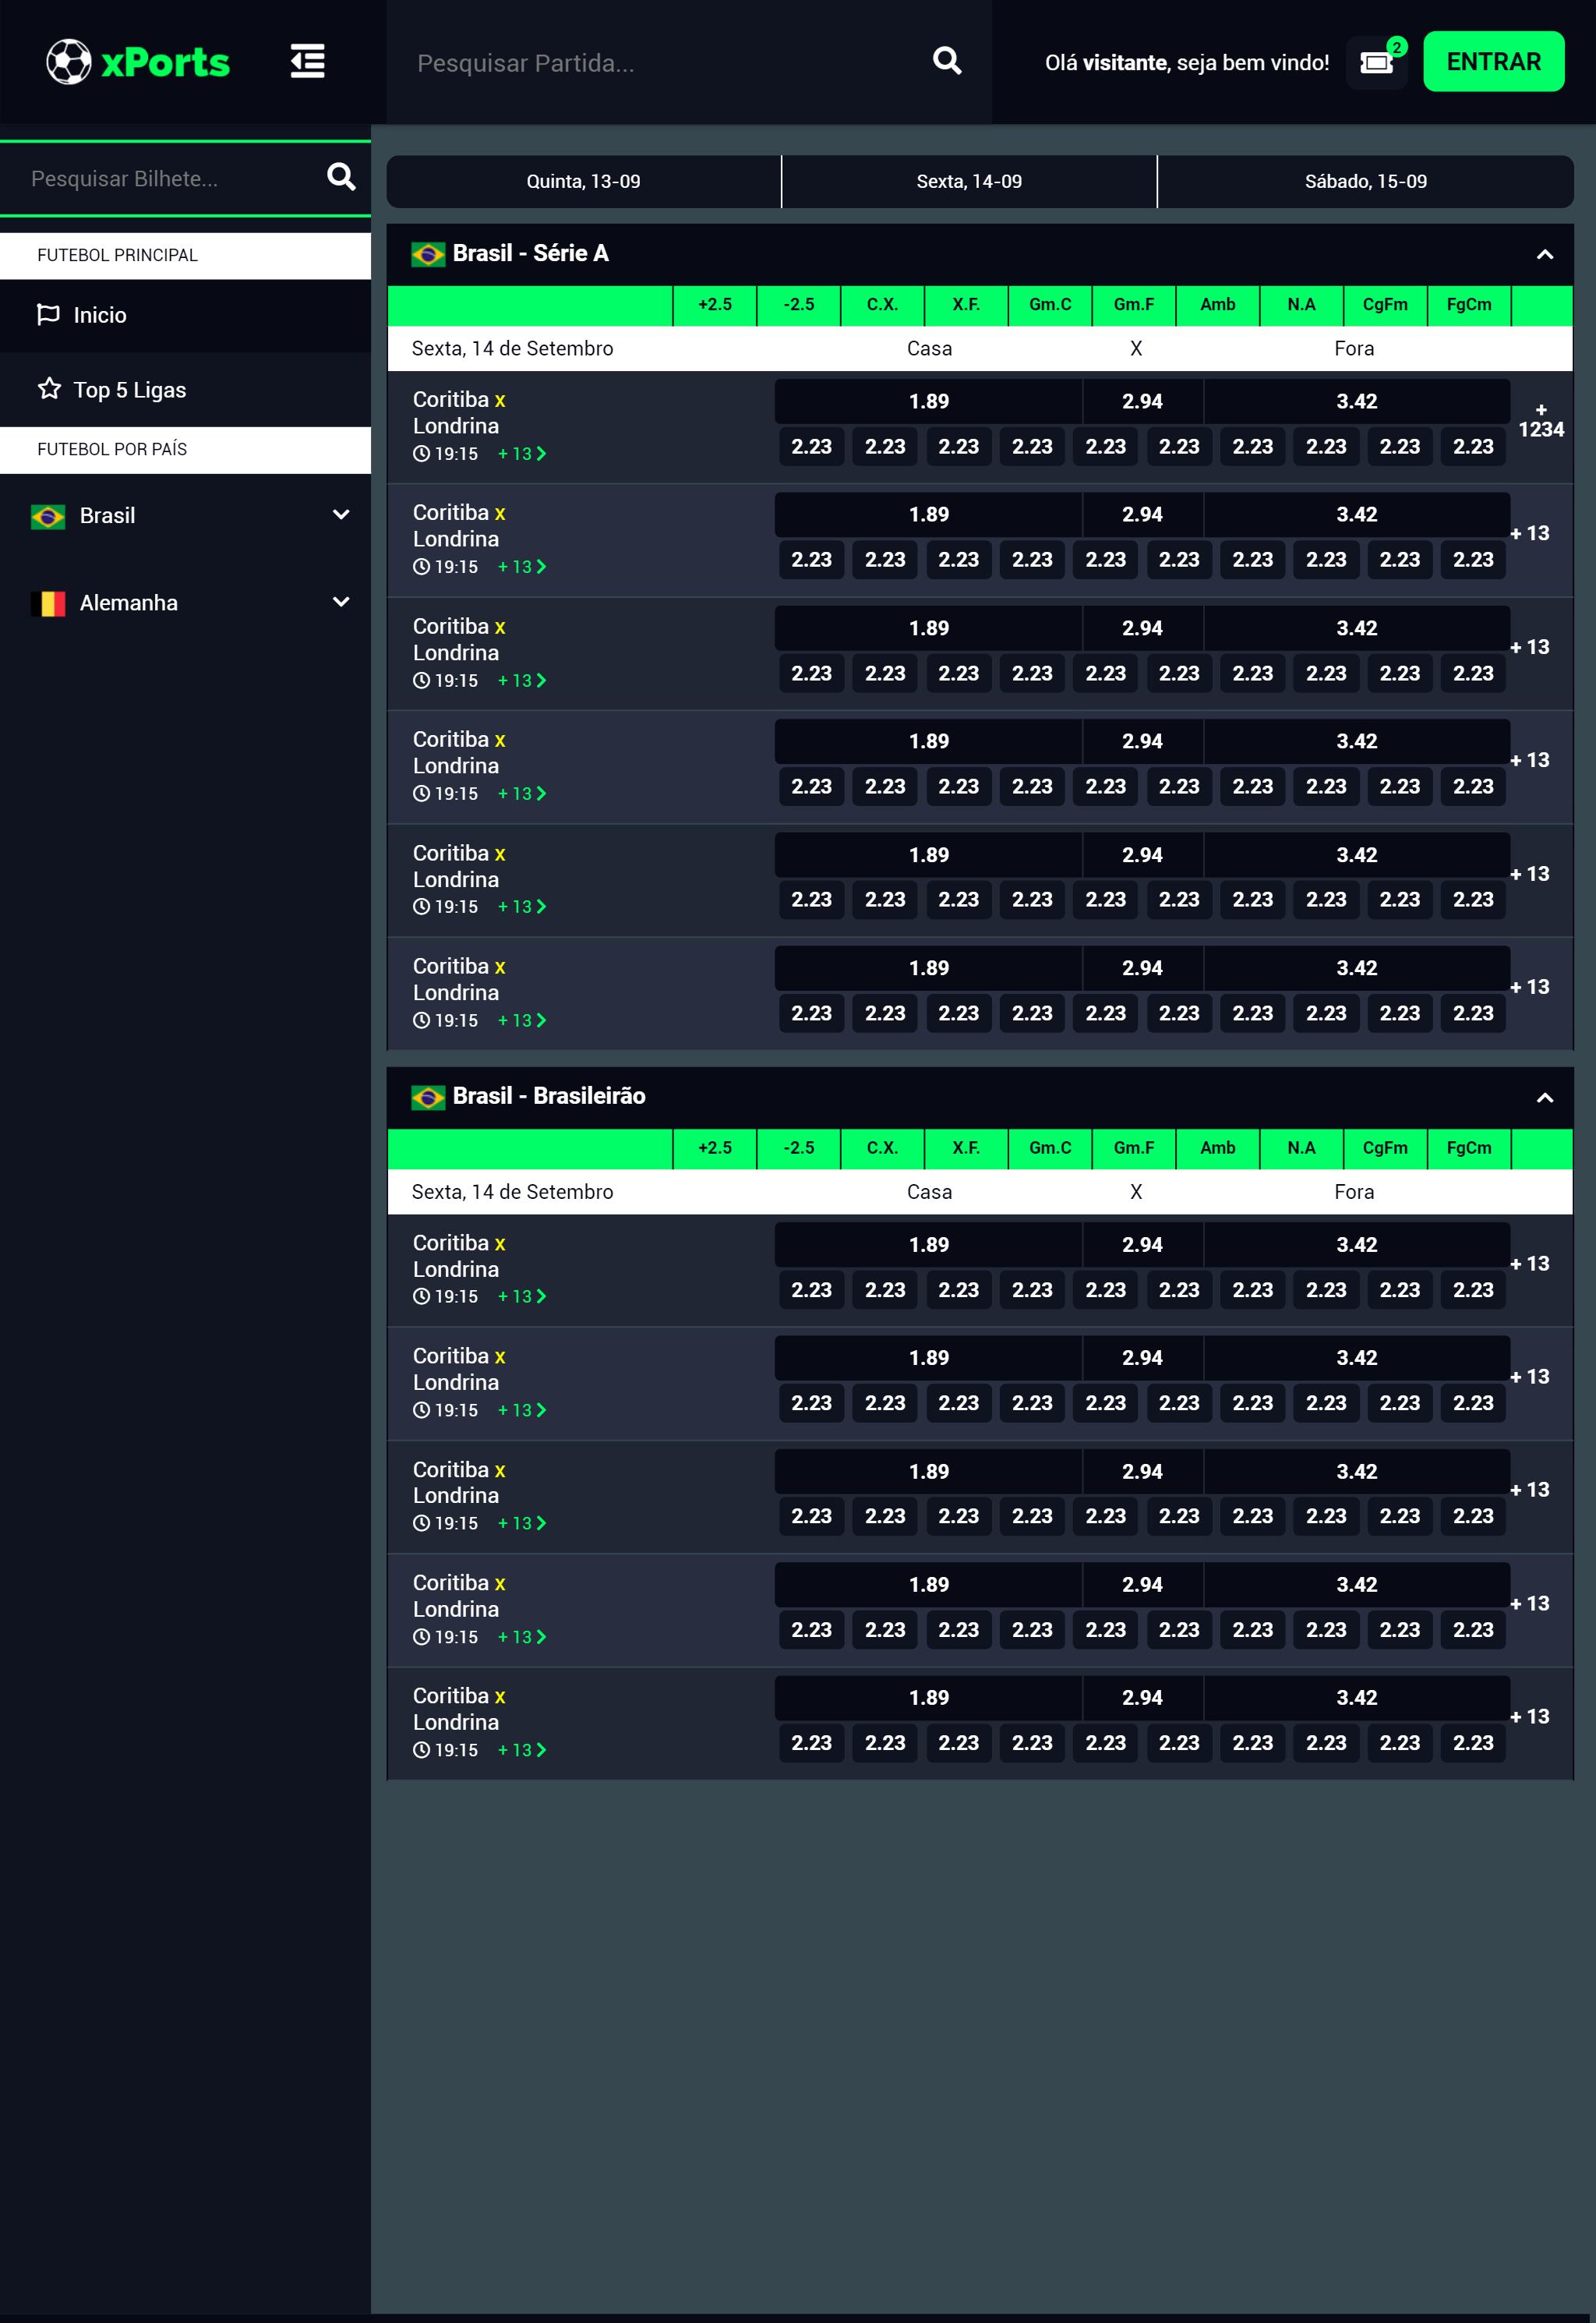 xPorts
Pesquisar Partida...
Olá visitante, seja bem vindo!
2
ENTRAR
Pesquisar Bilhete...
FUTEBOL PRINCIPAL
Inicio
Top 5 Ligas
FUTEBOL POR PAÍS
Brasil
Alemanha
Quinta, 13-09 Sexta, 14-09 Sábado, 15-09
Brasil - Série A
+2.5 -2.5 C.X. X.F. Gm.C Gm.F Amb N.A CgFm FgCm
Sexta, 14 de Setembro Casa X Fora
Coritiba x
Londrina
19:15 + 13
1.89 2.94 3.42
2.23 2.23 2.23 2.23 2.23 2.23 2.23 2.23 2.23 2.23
+
1234
Coritiba x
Londrina
19:15 + 13
1.89 2.94 3.42
2.23 2.23 2.23 2.23 2.23 2.23 2.23 2.23 2.23 2.23
+ 13
Coritiba x
Londrina
19:15 + 13
1.89 2.94 3.42
2.23 2.23 2.23 2.23 2.23 2.23 2.23 2.23 2.23 2.23
+ 13
Coritiba x
Londrina
19:15 + 13
1.89 2.94 3.42
2.23 2.23 2.23 2.23 2.23 2.23 2.23 2.23 2.23 2.23
+ 13
Coritiba x
Londrina
19:15 + 13
1.89 2.94 3.42
2.23 2.23 2.23 2.23 2.23 2.23 2.23 2.23 2.23 2.23
+ 13
Coritiba x
Londrina
19:15 + 13
1.89 2.94 3.42
2.23 2.23 2.23 2.23 2.23 2.23 2.23 2.23 2.23 2.23
+ 13
Brasil - Brasileirão
+2.5 -2.5 C.X. X.F. Gm.C Gm.F Amb N.A CgFm FgCm
Sexta, 14 de Setembro Casa X Fora
Coritiba x
Londrina
19:15 + 13
1.89 2.94 3.42
2.23 2.23 2.23 2.23 2.23 2.23 2.23 2.23 2.23 2.23
+ 13
Coritiba x
Londrina
19:15 + 13
1.89 2.94 3.42
2.23 2.23 2.23 2.23 2.23 2.23 2.23 2.23 2.23 2.23
+ 13
Coritiba x
Londrina
19:15 + 13
1.89 2.94 3.42
2.23 2.23 2.23 2.23 2.23 2.23 2.23 2.23 2.23 2.23
+ 13
Coritiba x
Londrina
19:15 + 13
1.89 2.94 3.42
2.23 2.23 2.23 2.23 2.23 2.23 2.23 2.23 2.23 2.23
+ 13
Coritiba x
Londrina
19:15 + 13
1.89 2.94 3.42
2.23 2.23 2.23 2.23 2.23 2.23 2.23 2.23 2.23 2.23
+ 13